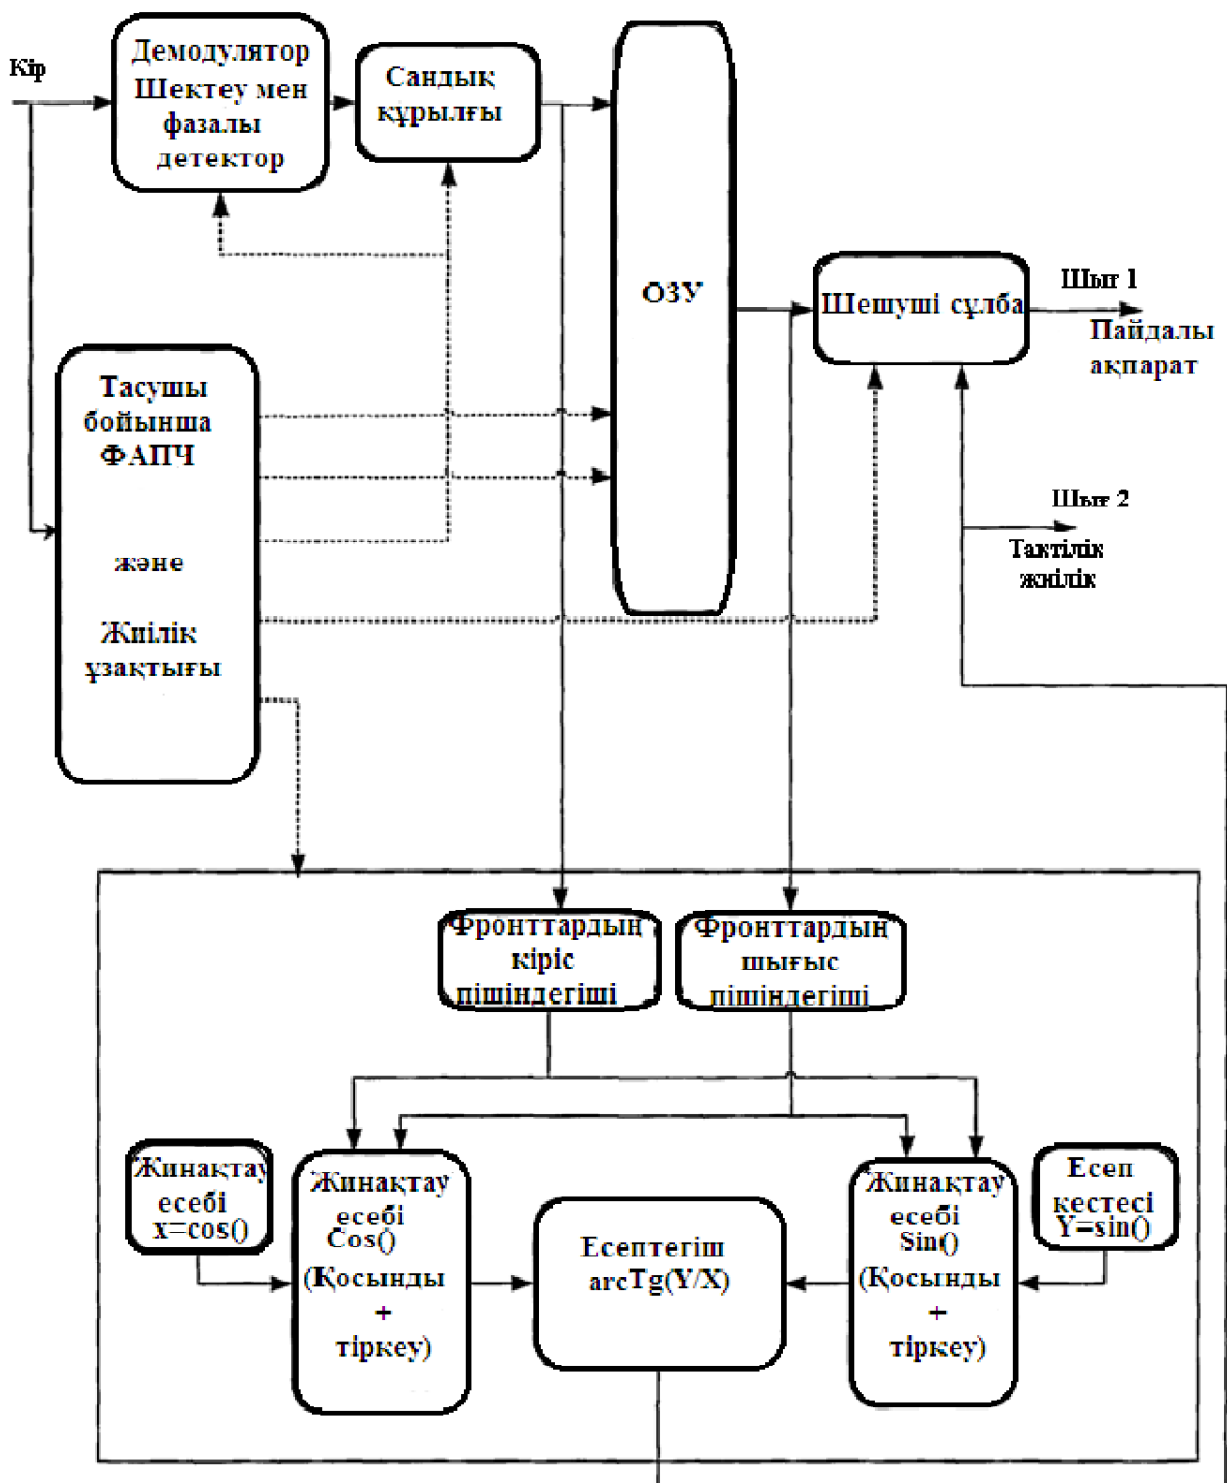 Кір
Демодулятор
Шектеу мен
фазалы
детектор
Сандық
құрылғы
ОЗУ
Шешуші сұлба
Шығ 1
Пайдалы
ақпарат
Тасушы
бойынша
ФАПЧ
және
Жиілік
ұзақтығы
Шығ 2
Тактілік
жиілік
Фронттардың
кіріс
пішіндегіші
Фронттардың
шығыс
пішіндегіші
Жинақтау
есебі
x=cos()
Жинақтау
есебі
Cos()
(Қосынды
+
тіркеу)
Есептегіш
arcTg(Y/X)
Жинақтау
есебі
Sin()
(Қосынды
+
тіркеу)
Есеп
кестесі
Y=sin()